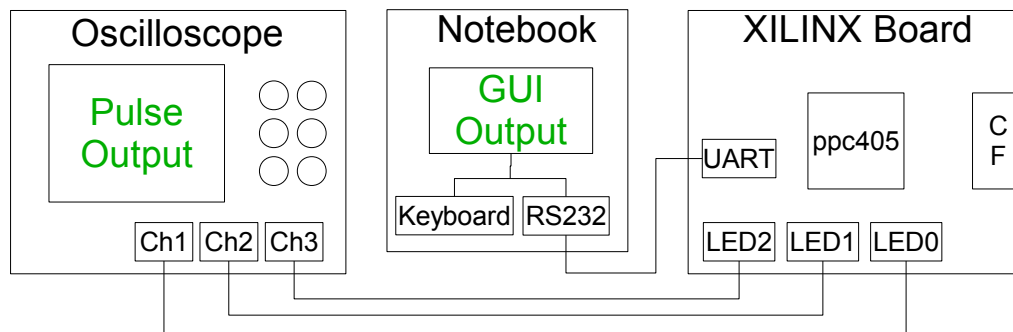 Oscilloscope
Pulse
Output
Ch1
Ch2
Ch3
Notebook
GUI
Output
Keyboard
RS232
XILINX Board
UART
ppc405
C
F
LED2
LED1
LED0